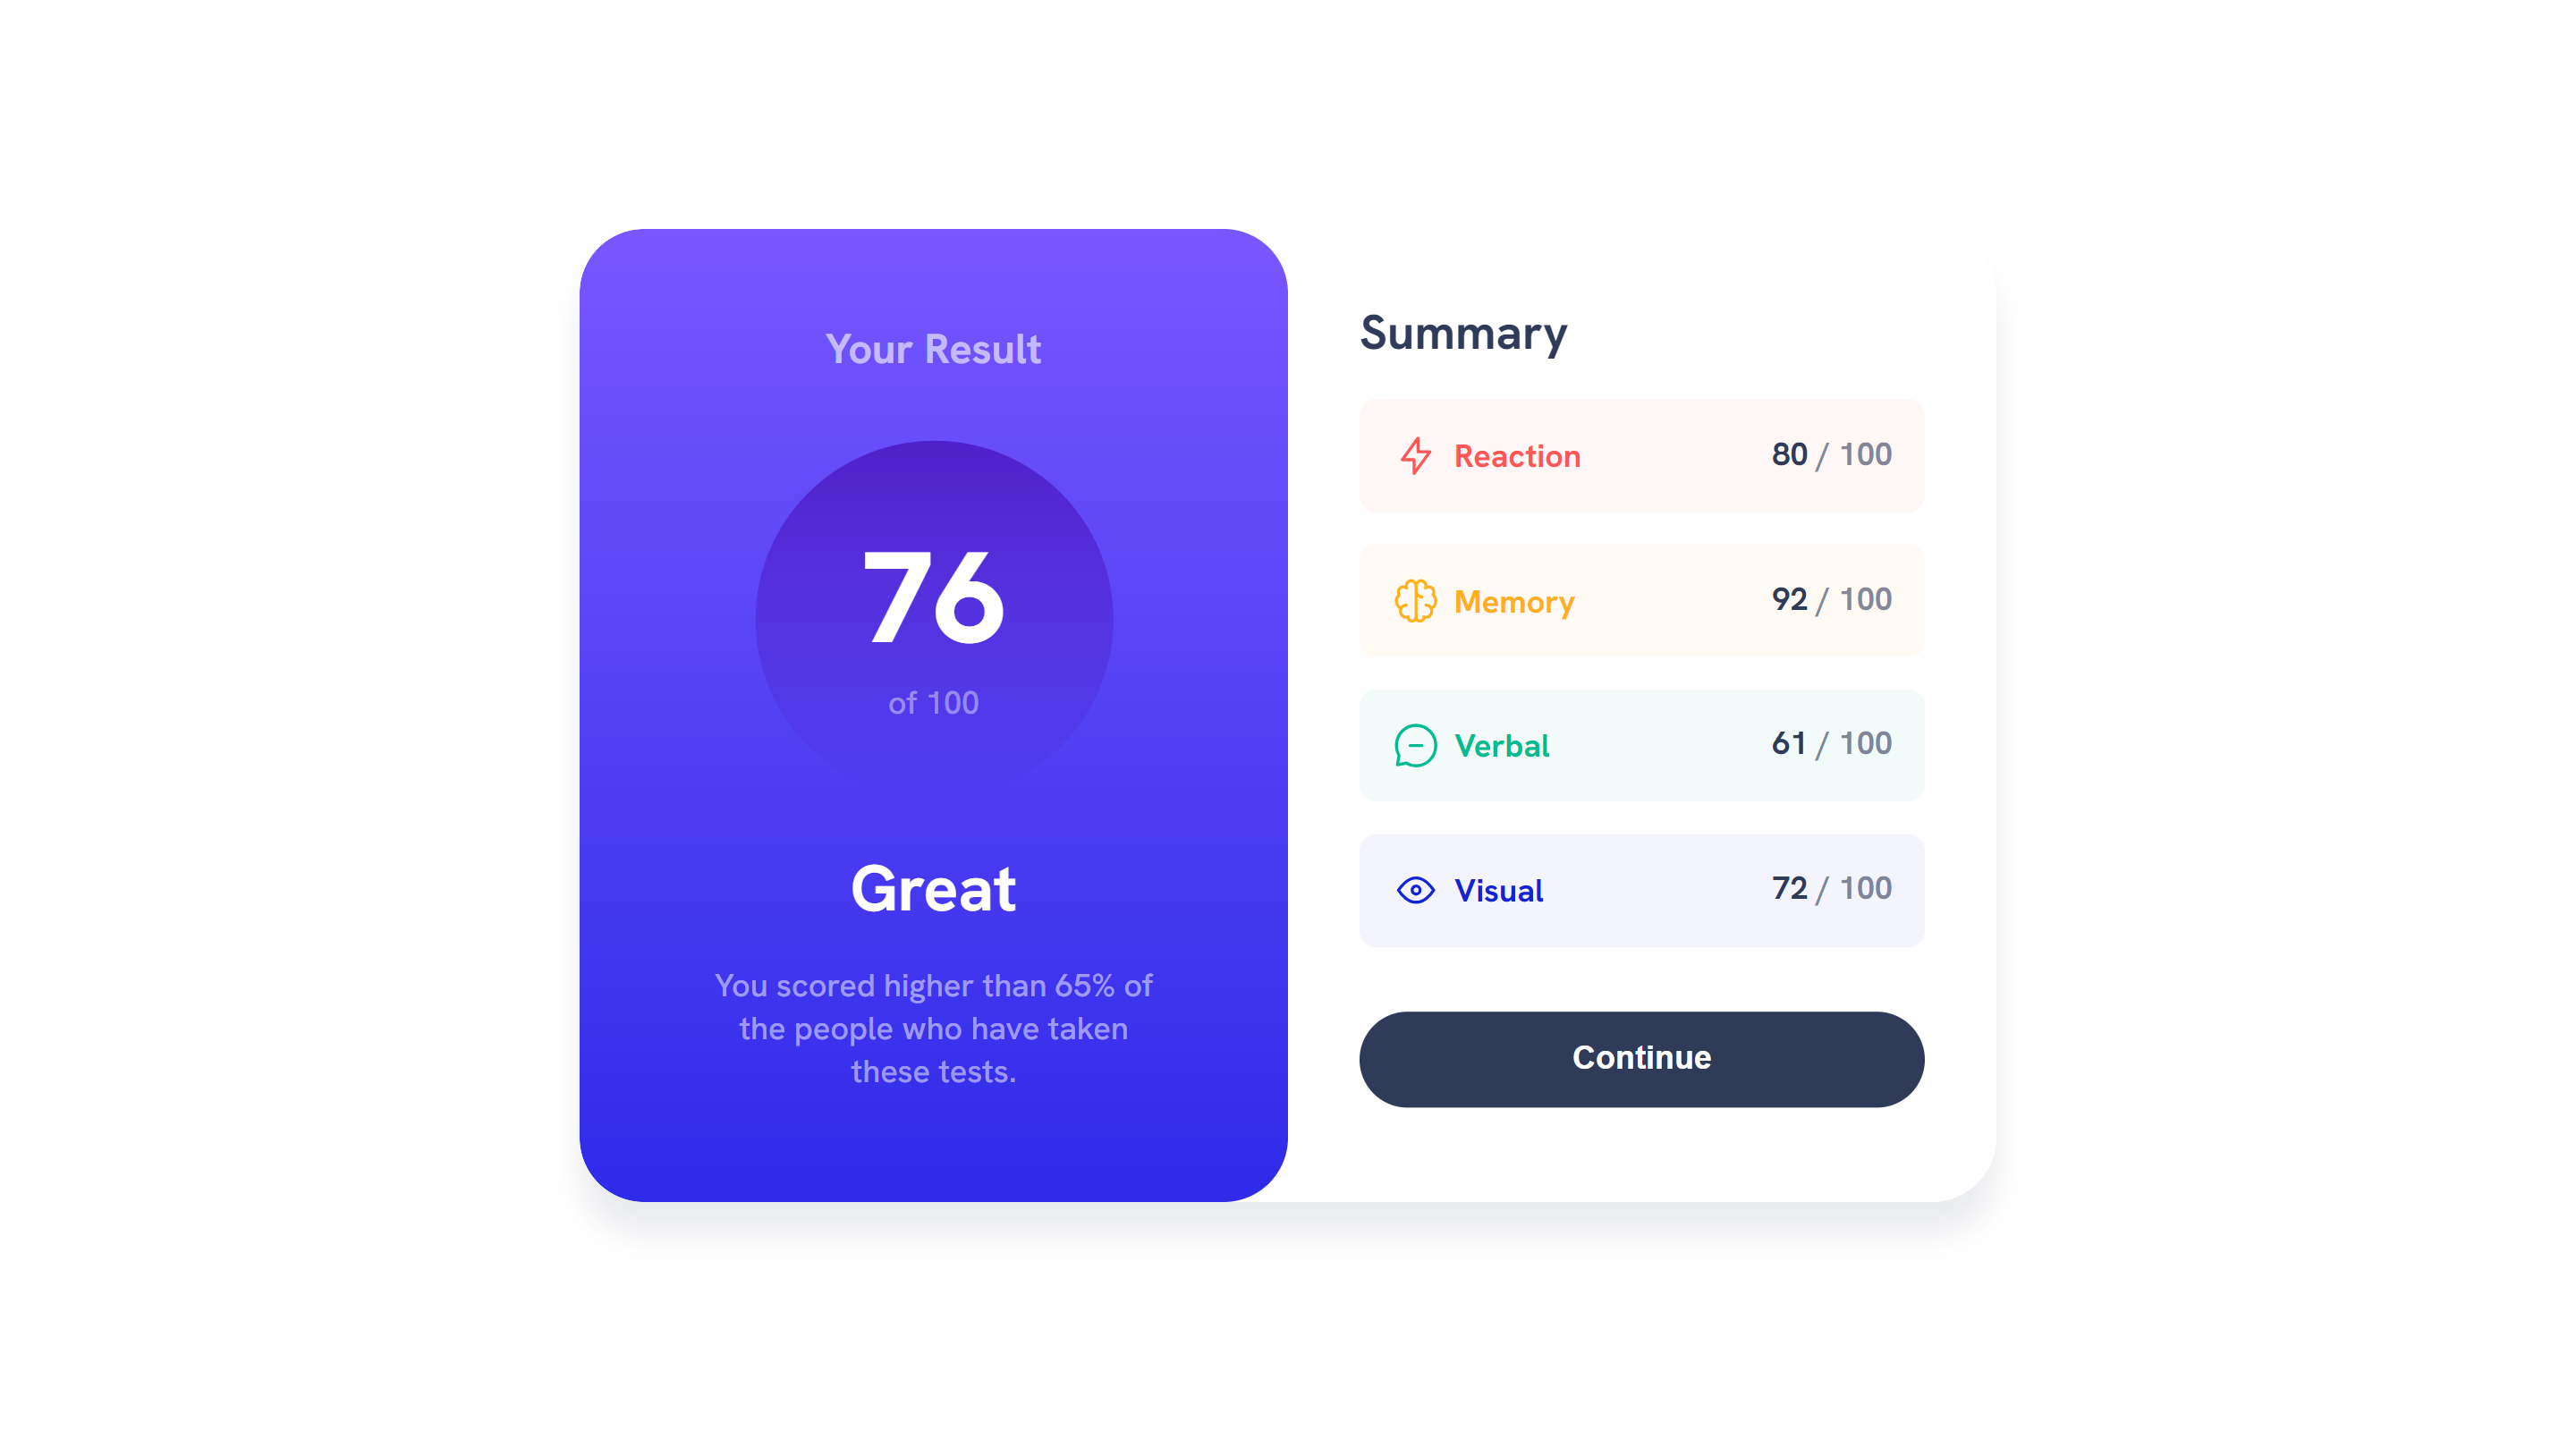 Your Result
76
of 100
Great
You scored higher than 65% of
the people who have taken
these tests.
Summary
Reaction 80 / 100
Memory 92 / 100
Verbal 61 / 100
Visual 72 / 100
Continue